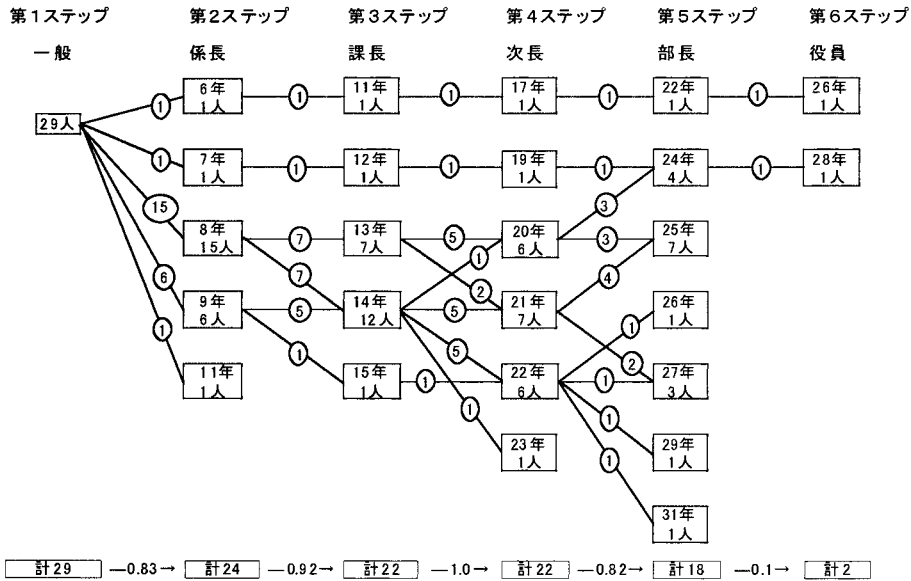 第1ステップ 第2ステップ 第3ステップ 第4ステップ 第5ステップ 第6ステップ
一般 係長 課長 次長 部長 役員
6年 11年 17年 22年 26年
1人 1人 1人 1人 1人
1 1 1 1 1
29人
7年 12年 19年 24年 28年
1人 1人 1人 4人 1人
1 1 1 1 1
15 3
8年 13年 20年 25年
15人 7人 6人 7人
7 5 3
6 7 1 2 4
9年 14年 21年 26年
6人 12人 7人 1人
5 5 1
1 1 5 2
11年 15年 22年 27年
1人 1人 6人 3人
1 1
1 1
23年 29年
1人 1人
1
31年
1人
計29 —0.83→ 計24 —0.92→ 計22 —1.0→ 計22 —0.82→ 計18 —0.1→ 計2